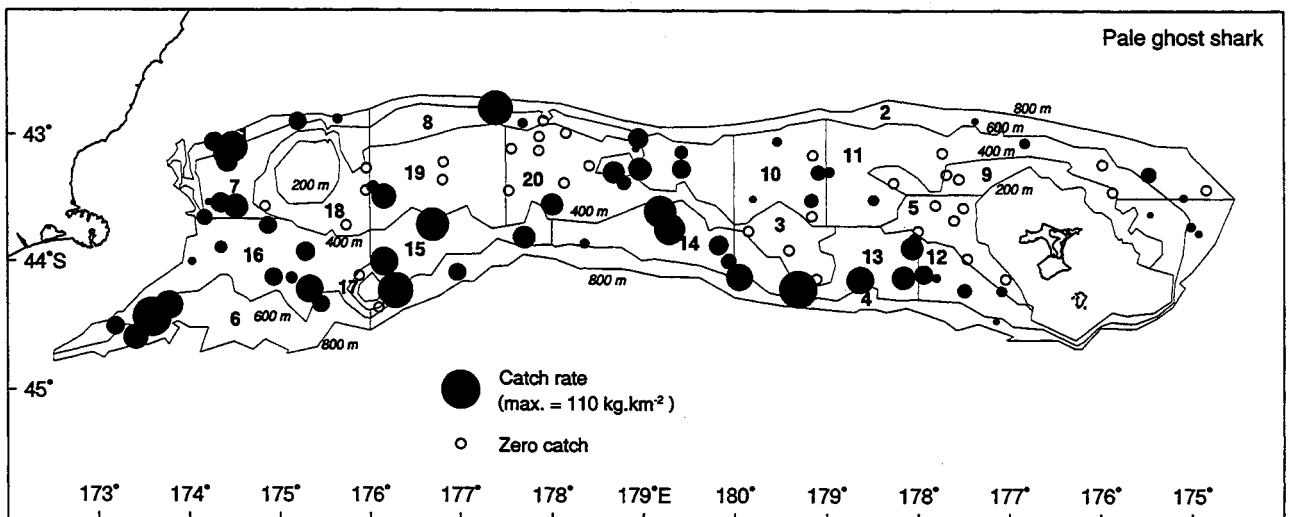 Pale ghost shark
800 m
2
600 m
43°
8
11
400 m
9
19
20
10
200 m
200 m
7
5
18
400 m
3
400 m
15
14
16
13
12
44°S
17
800 m
4
6
600 m
800 m
Catch rate
(max. = 110 kg.km-2 )
45°
Zero catch
173° 174° 175° 176° 177° 178° 179°E 180° 179° 178° 177° 176° 175°